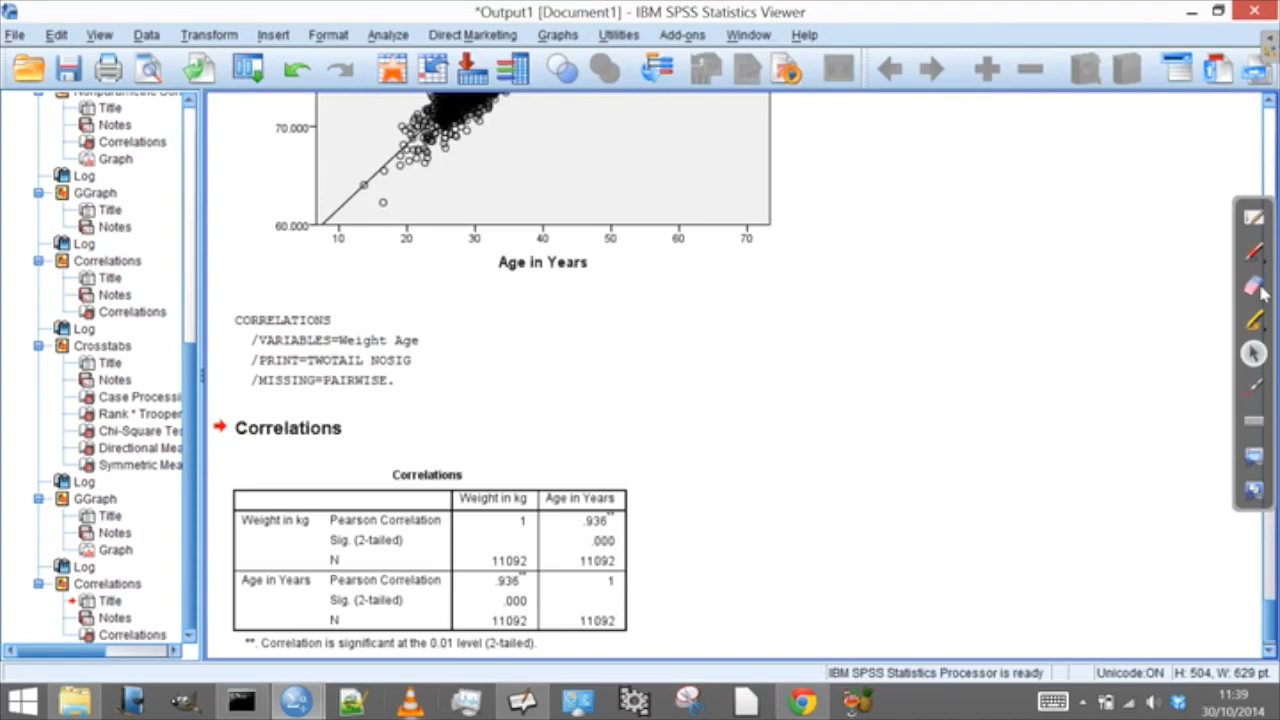 *Output1 [Document1] - IBM SPSS Statistics Viewer
File Edit View Data Transform Insert Format Analyze Direct Marketing Graphs Utilities Add-ons Window Help
Title
Notes
Correlations
Graph
Log
GGraph
Title
Notes
Log
Correlations
Title
Notes
Correlations
Log
Crosstabs
Title
Notes
Case Processi
Rank * Trooper
Chi-Square Te
Directional Mea
Symmetric Mea
Log
GGraph
Title
Notes
Graph
Log
Correlations
Title
Notes
Correlations
70.000
60.000
10 20 30 40 50 60 70
Age in Years
CORRELATIONS
/VARIABLES=Weight Age
/PRINT=TWOTAIL NOSIG
/MISSING=PAIRWISE.
Correlations
Correlations
Weight in kg Age in Years
Weight in kg Pearson Correlation 1 .936**
Sig. (2-tailed) .000
N 11092 11092
Age in Years Pearson Correlation .936** 1
Sig. (2-tailed) .000
N 11092 11092
**. Correlation is significant at the 0.01 level (2-tailed).
IBM SPSS Statistics Processor is ready Unicode:ON H: 504, W: 629 pt.
11:39
30/10/2014